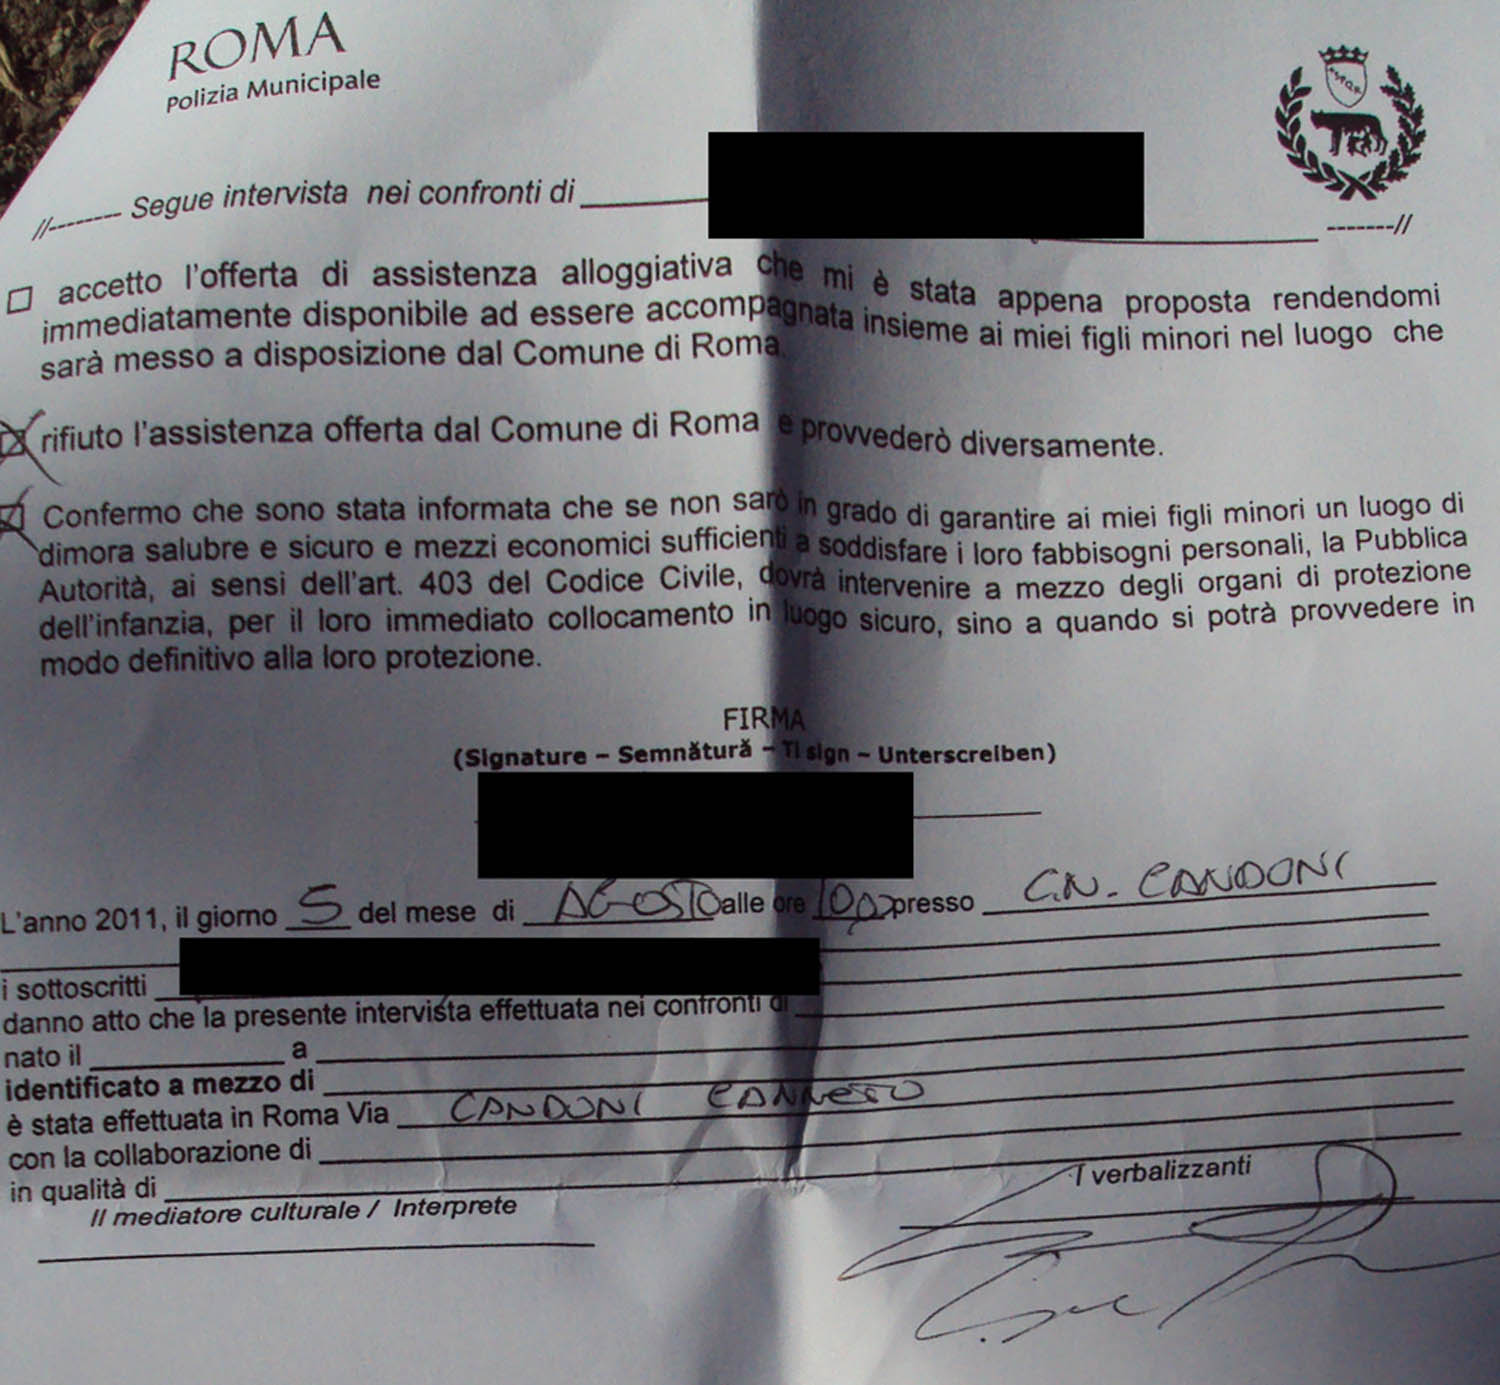 ROMA
Polizia Municipale
S.P.Q.R.
//-------- Segue intervista nei confronti di -------//
accetto l'offerta di assistenza alloggiativa che mi è stata appena proposta rendendomi
immediatamente disponibile ad essere accompagnata insieme ai miei figli minori nel luogo che
sarà messo a disposizione dal Comune di Roma.
rifiuto l'assistenza offerta dal Comune di Roma e provvederò diversamente.
Confermo che sono stata informata che se non sarò in grado di garantire ai miei figli minori un luogo di
dimora salubre e sicuro e mezzi economici sufficienti a soddisfare i loro fabbisogni personali, la Pubblica
Autorità, ai sensi dell'art. 403 del Codice Civile, dovrà intervenire a mezzo degli organi di protezione
dell'infanzia, per il loro immediato collocamento in luogo sicuro, sino a quando si potrà provvedere in
modo definitivo alla loro protezione.
FIRMA
(Signature – Semnătură – Ti sign – Unterscreiben)
L'anno 2011, il giorno 5 del mese di AGOSTO alle ore presso C.N. CANDONI
i sottoscritti
danno atto che la presente intervista effettuata nei confronti di
nato il a
identificato a mezzo di
è stata effettuata in Roma Via CANDONI
con la collaborazione di
in qualità di
Il mediatore culturale / Interprete
I verbalizzanti